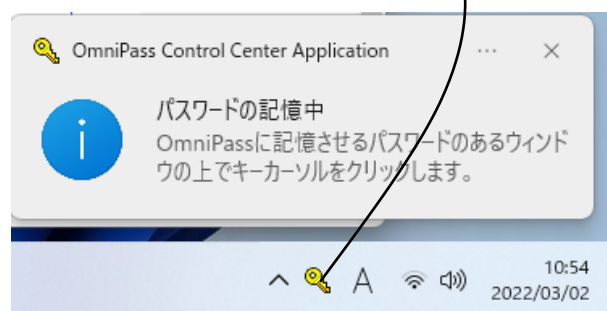 OmniPass Control Center Application
パスワードの記憶中
OmniPassに記憶させるパスワードのあるウィンド
ウの上でキーカーソルをクリックします。
A
10:54
2022/03/02